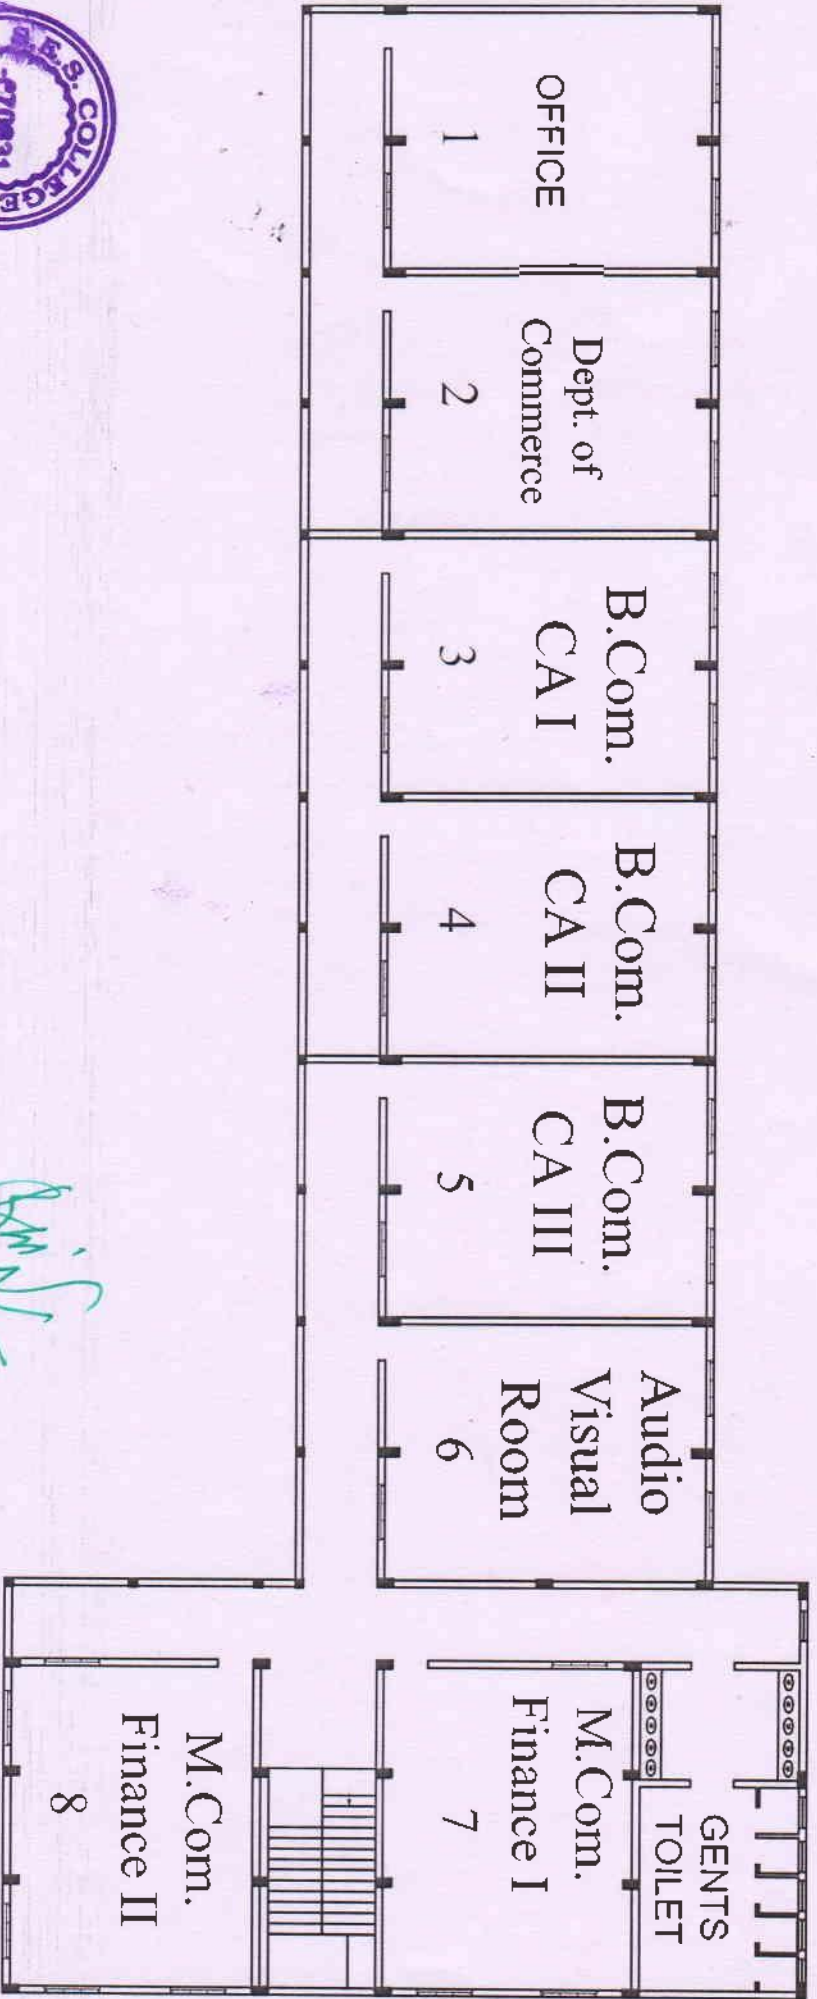 OFFICE
1
Dept. of
Commerce
2
B.Com.
CA I
3
B.Com.
CA II
4
B.Com.
CA III
5
Audio
Visual
Room
6
GENTS
TOILET
M.Com.
Finance I
7
M.Com.
Finance II
8
S.E.S. COLLEGE